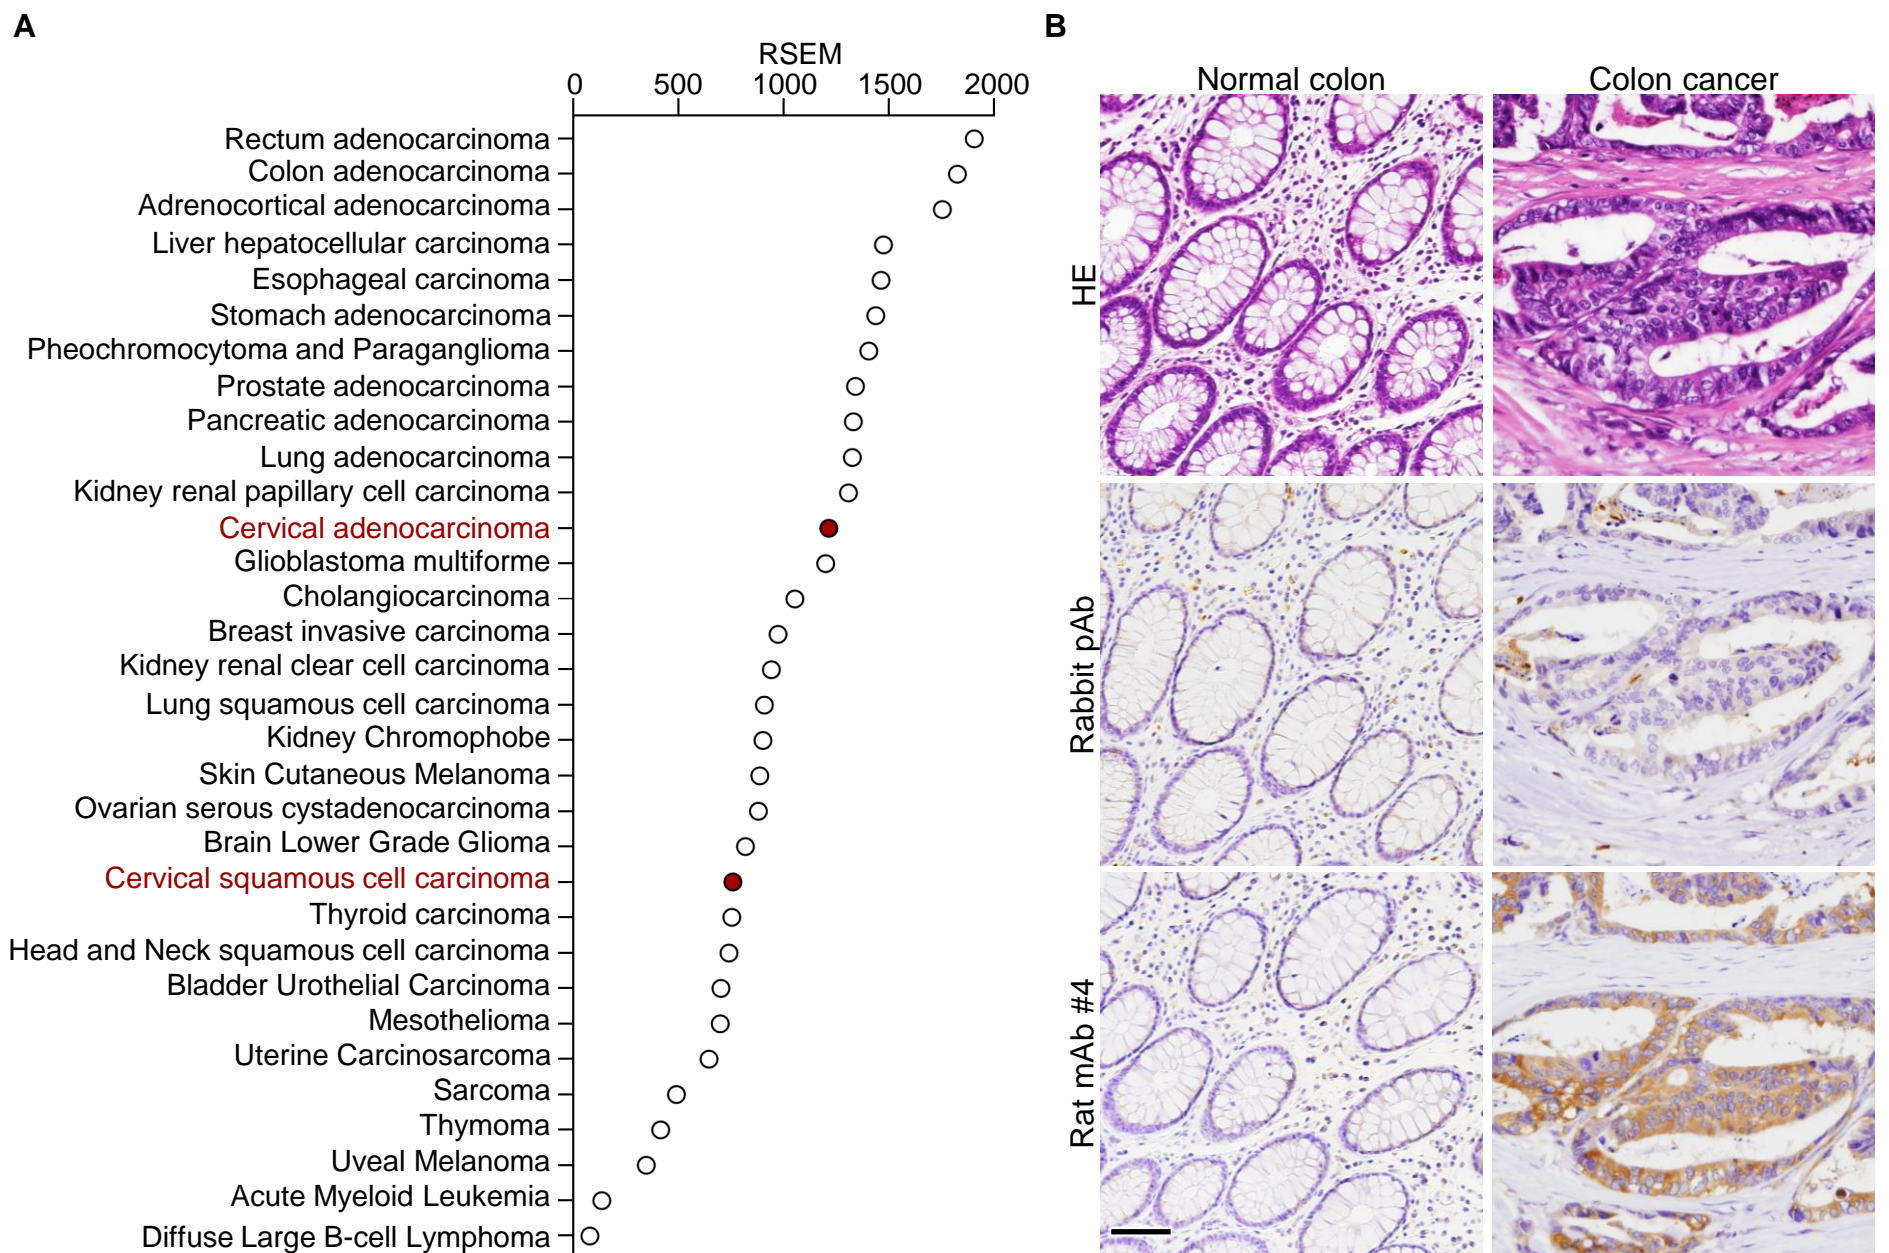 A
RSEM
0 500 1000 1500 2000
Rectum adenocarcinoma
Colon adenocarcinoma
Adrenocortical adenocarcinoma
Liver hepatocellular carcinoma
Esophageal carcinoma
Stomach adenocarcinoma
Pheochromocytoma and Paraganglioma
Prostate adenocarcinoma
Pancreatic adenocarcinoma
Lung adenocarcinoma
Kidney renal papillary cell carcinoma
Cervical adenocarcinoma
Glioblastoma multiforme
Cholangiocarcinoma
Breast invasive carcinoma
Kidney renal clear cell carcinoma
Lung squamous cell carcinoma
Kidney Chromophobe
Skin Cutaneous Melanoma
Ovarian serous cystadenocarcinoma
Brain Lower Grade Glioma
Cervical squamous cell carcinoma
Thyroid carcinoma
Head and Neck squamous cell carcinoma
Bladder Urothelial Carcinoma
Mesothelioma
Uterine Carcinosarcoma
Sarcoma
Thymoma
Uveal Melanoma
Acute Myeloid Leukemia
Diffuse Large B-cell Lymphoma
B
Normal colon
Colon cancer
HE
Rabbit pAb
Rat mAb #4